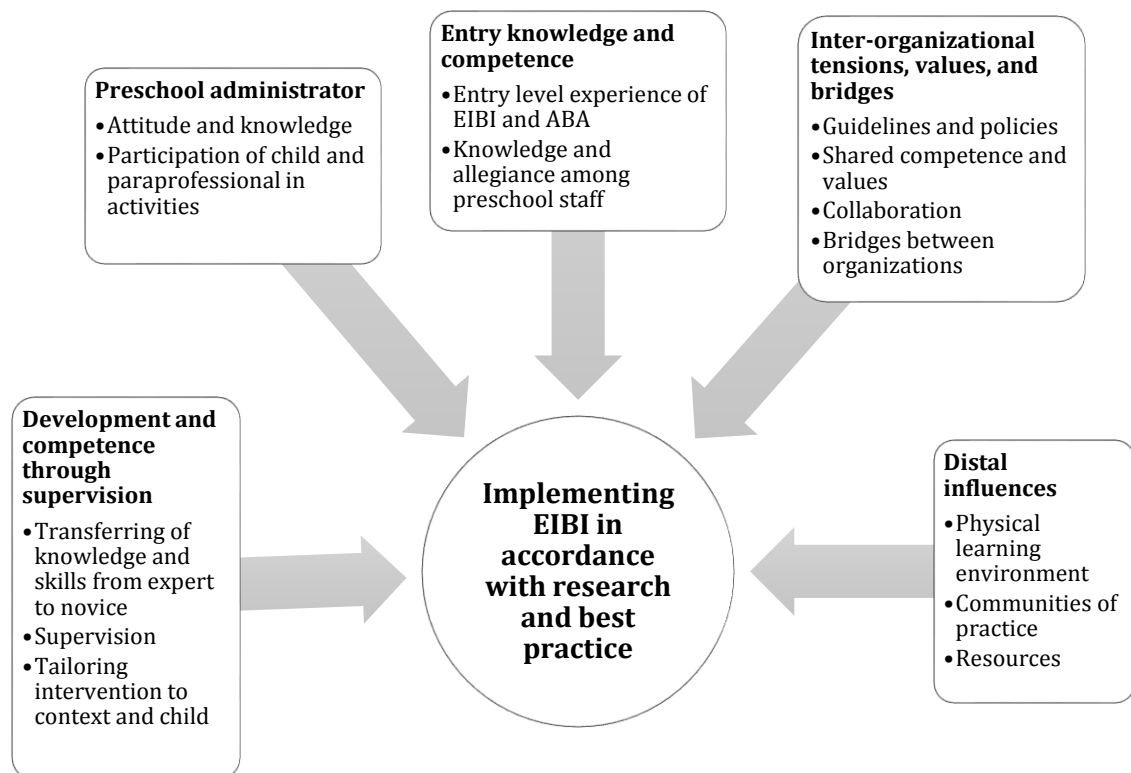 Preschool administrator
•Attitude and knowledge
•Participation of child and
paraprofessional in
activities
Entry knowledge and
competence
•Entry level experience of
EIBI and ABA
•Knowledge and
allegiance among
preschool staff
Inter-organizational
tensions, values, and
bridges
•Guidelines and policies
•Shared competence and
values
•Collaboration
•Bridges between
organizations
Development and
competence
through
supervision
•Transferring of
knowledge and
skills from expert
to novice
•Supervision
•Tailoring
intervention to
context and child
Implementing
EIBI in
accordance
with research
and best
practice
Distal
influences
•Physical
learning
environment
•Communities of
practice
•Resources